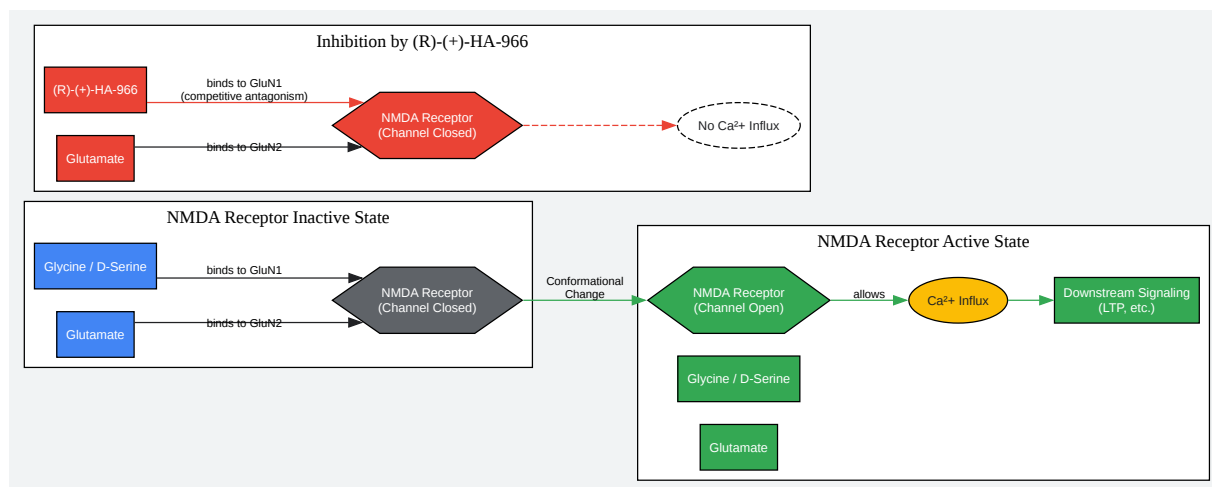 Inhibition by (R)-(+)-HA-966
(R)-(+)-HA-966
binds to GluN1
(competitive antagonism)
NMDA Receptor
(Channel Closed)
No Ca²+ Influx
Glutamate
binds to GluN2
NMDA Receptor Inactive State
Glycine / D-Serine
binds to GluN1
NMDA Receptor
(Channel Closed)
Glutamate
binds to GluN2
Conformational
Change
NMDA Receptor Active State
NMDA Receptor
(Channel Open)
allows
Ca²+ Influx
Downstream Signaling
(LTP, etc.)
Glycine / D-Serine
Glutamate